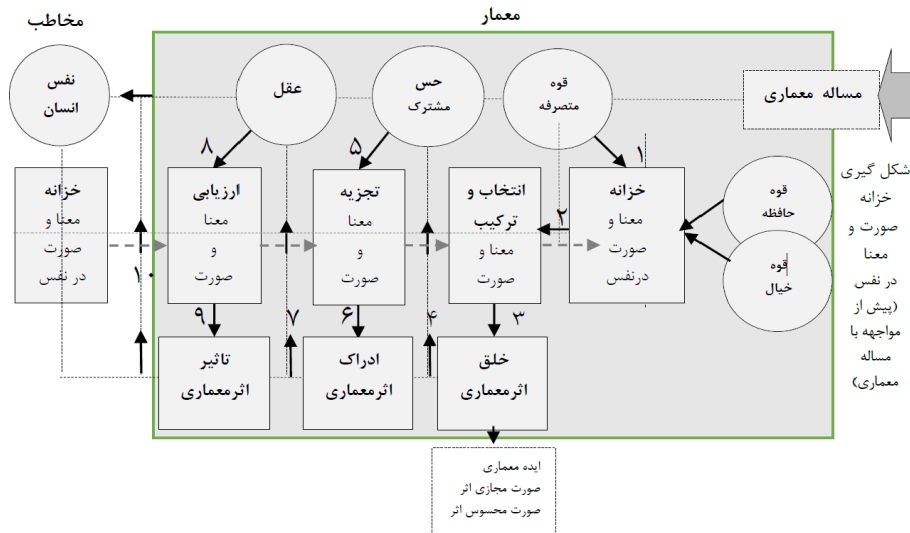 معمار
مخاطب
مساله معماری
قوه
متصرفه
حس
مشترک
عقل
نفس
انسان
شکل گیری
خزانه
صورت و
معنا
در نفس
(پیش از
مواجهه با
مساله
معماری)
قوه
حافظه
قوه
خیال
۱
خزانه
معنا و
صورت
درنفس
۲
انتخاب و
ترکیب
معنا و
صورت
۵
تجزیه
معنا
و
صورت
۸
ارزیابی
معنا
و
صورت
خزانه
معنا و
صورت
در نفس
۱۰
۳
خلق
اثرمعماری
۴
۶
ادراک
اثرمعماری
۷
۹
تاثیر
اثرمعماری
ایده معماری
صورت مجازی اثر
صورت محسوس اثر